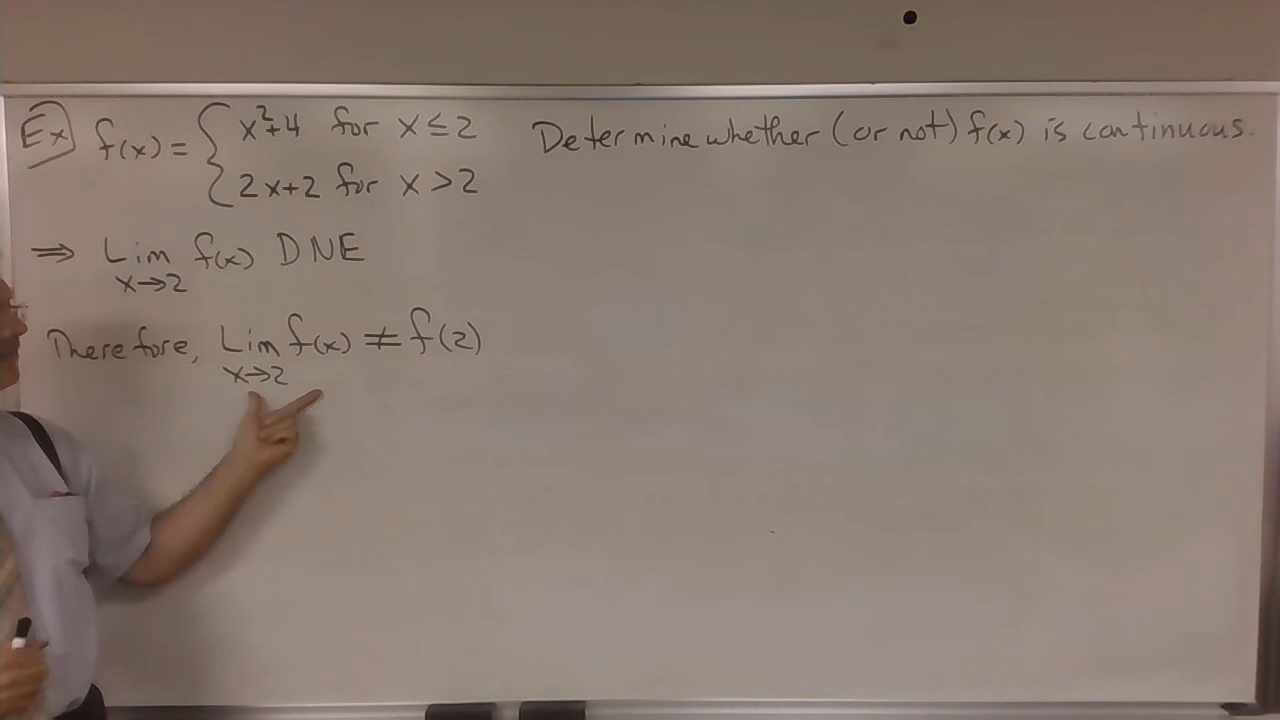 Ex f(x) = { x²+4 for x ≤ 2 Determine whether (or not) f(x) is continuous.
2x+2 for x > 2
⇒ Lim f(x) DNE
x→2
Therefore, Lim f(x) ≠ f(2)
x→2